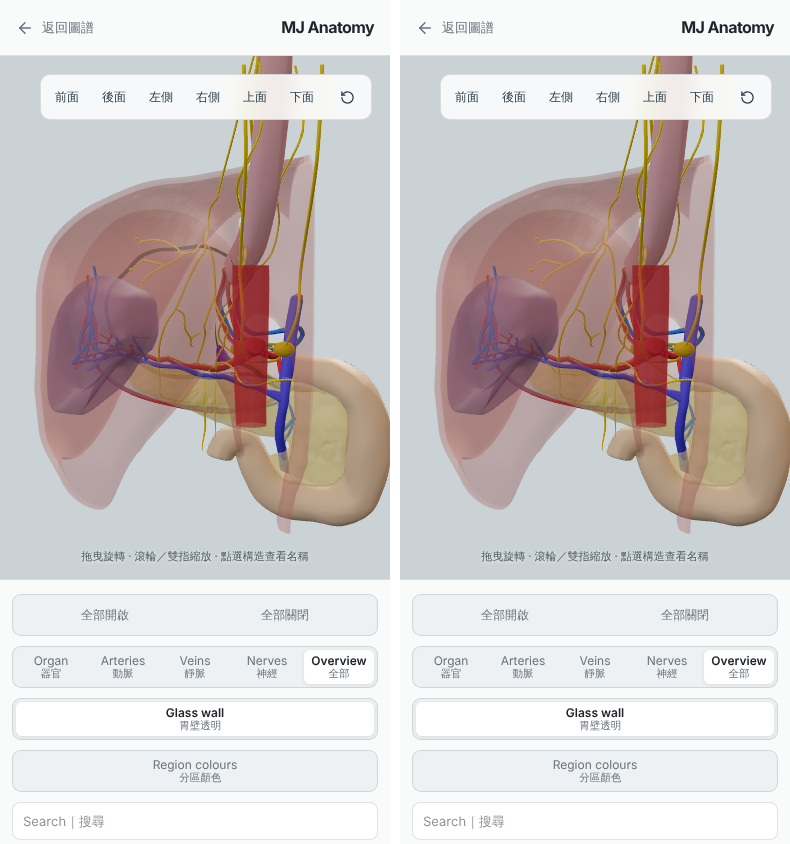 返回圖譜 MJ Anatomy
前面 後面 左側 右側 上面 下面
拖曳旋轉 · 滾輪／雙指縮放 · 點選構造查看名稱
全部開啟 全部關閉
Organ Arteries Veins Nerves Overview
器官 動脈 靜脈 神經 全部
Glass wall
胃壁透明
Region colours
分區顏色
Search｜搜尋
返回圖譜 MJ Anatomy
前面 後面 左側 右側 上面 下面
拖曳旋轉 · 滾輪／雙指縮放 · 點選構造查看名稱
全部開啟 全部關閉
Organ Arteries Veins Nerves Overview
器官 動脈 靜脈 神經 全部
Glass wall
胃壁透明
Region colours
分區顏色
Search｜搜尋